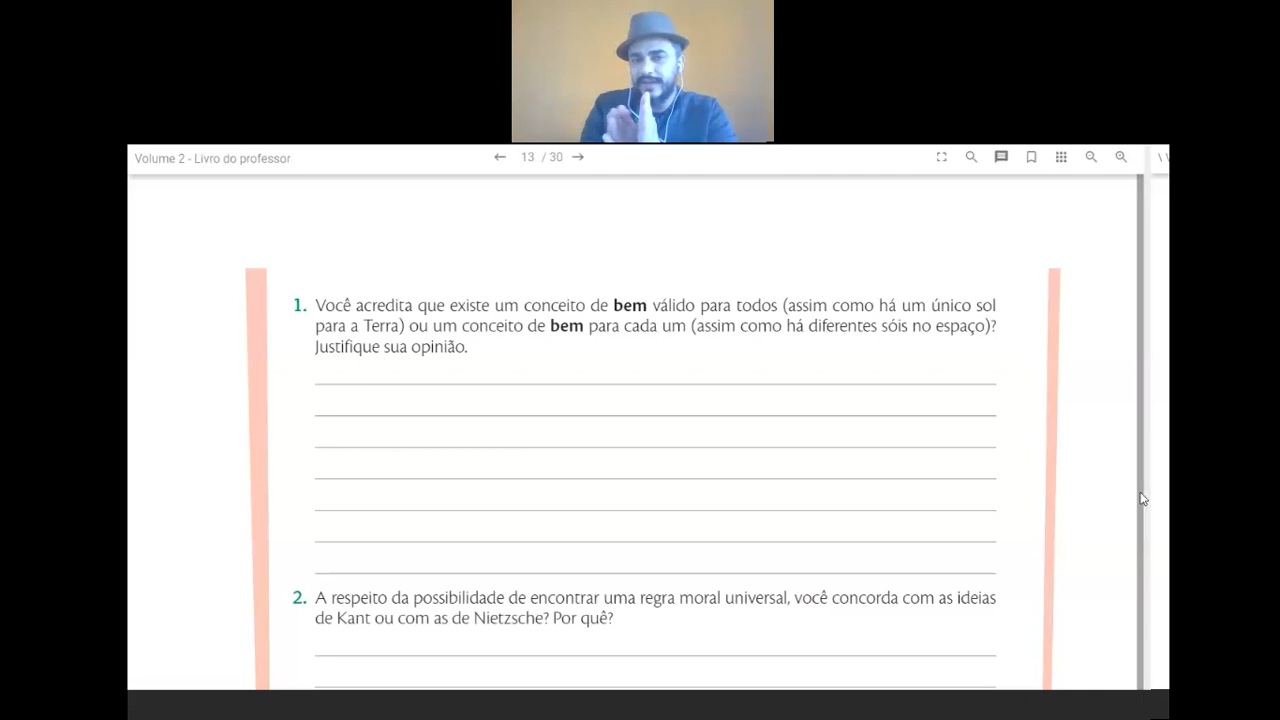 Volume 2 - Livro do professor
13 / 30
1. Você acredita que existe um conceito de bem válido para todos (assim como há um único sol
para a Terra) ou um conceito de bem para cada um (assim como há diferentes sóis no espaço)?
Justifique sua opinião.
2. A respeito da possibilidade de encontrar uma regra moral universal, você concorda com as ideias
de Kant ou com as de Nietzsche? Por quê?